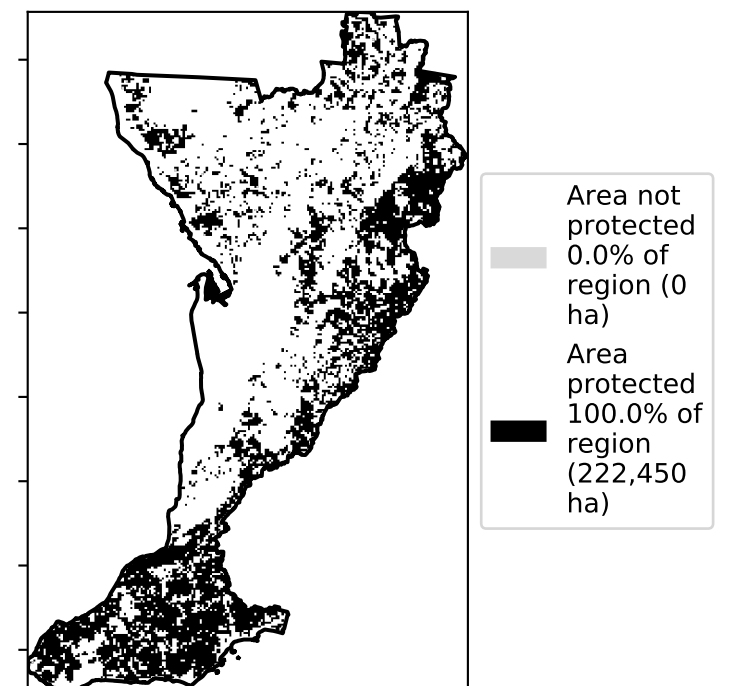 Area not
protected
0.0% of
region (0
ha)
Area
protected
100.0% of
region
(222,450
ha)